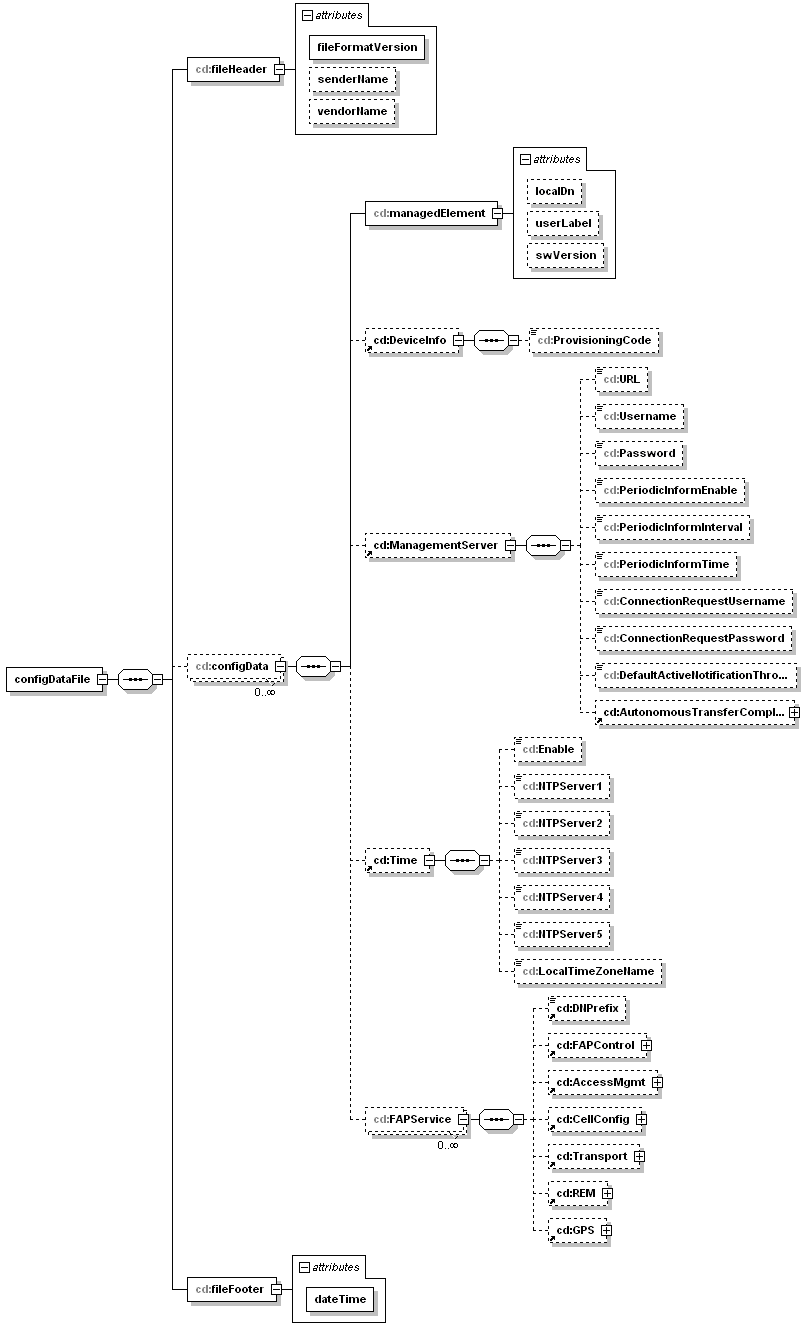 attributes
fileFormatVersion
cd:fileHeader
senderName
vendorName
attributes
localDn
cd:managedElement
userLabel
swVersion
cd:DeviceInfo
cd:ProvisioningCode
cd:URL
cd:Username
cd:Password
cd:PeriodicInformEnable
cd:PeriodicInformInterval
cd:ManagementServer
cd:PeriodicInformTime
cd:ConnectionRequestUsername
cd:ConnectionRequestPassword
configDataFile
cd:configData
0..∞
cd:DefaultActiveNotificationThro...
cd:AutonomousTransferCompl...
cd:Enable
cd:NTPServer1
cd:NTPServer2
cd:Time
cd:NTPServer3
cd:NTPServer4
cd:NTPServer5
cd:LocalTimeZoneName
cd:DNPrefix
cd:FAPControl
cd:AccessMgmt
cd:FAPService
0..∞
cd:CellConfig
cd:Transport
cd:REM
cd:GPS
attributes
cd:fileFooter
dateTime